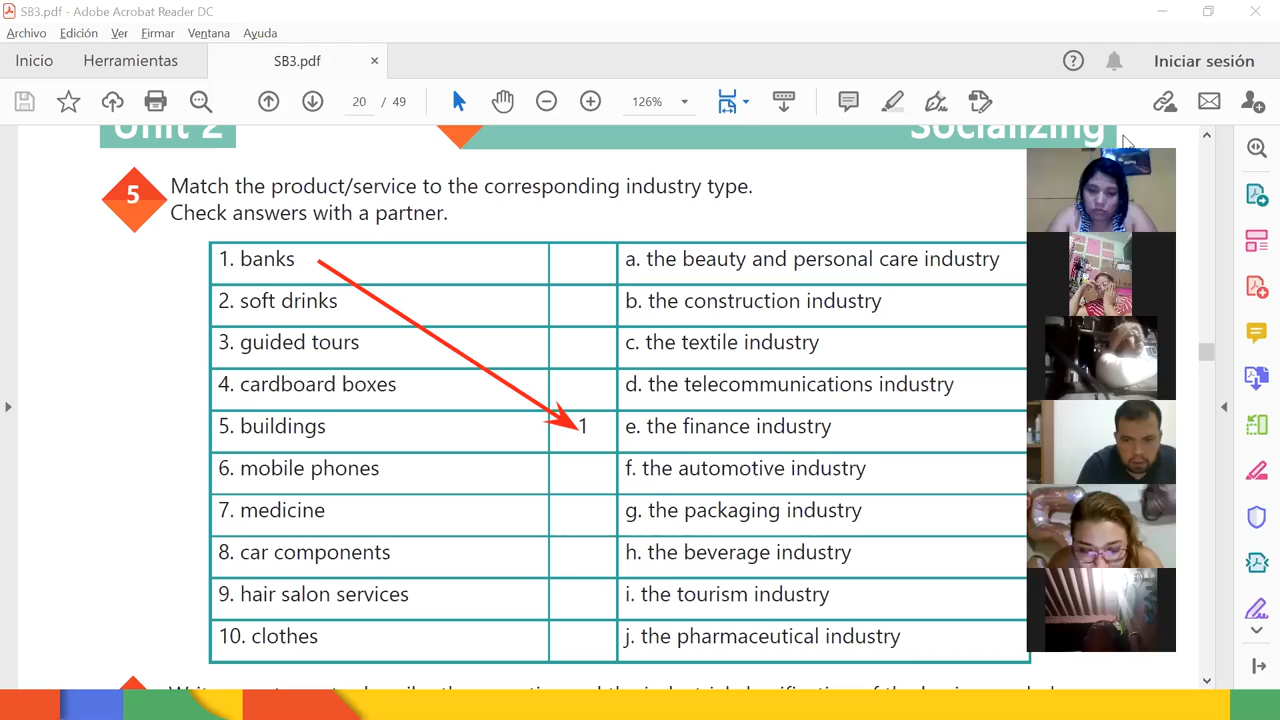 SB3.pdf - Adobe Acrobat Reader DC
Archivo Edición Ver Firmar Ventana Ayuda
Inicio Herramientas SB3.pdf × Iniciar sesión
20 / 49 126%
Unit 2 Socializing
5 Match the product/service to the corresponding industry type.
Check answers with a partner.
1. banks a. the beauty and personal care industry
2. soft drinks b. the construction industry
3. guided tours c. the textile industry
4. cardboard boxes d. the telecommunications industry
5. buildings 1 e. the finance industry
6. mobile phones f. the automotive industry
7. medicine g. the packaging industry
8. car components h. the beverage industry
9. hair salon services i. the tourism industry
10. clothes j. the pharmaceutical industry